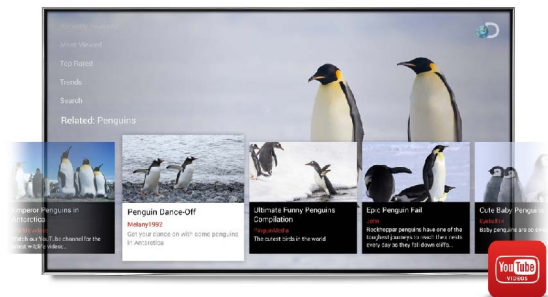 Most Viewed
Top Rated
Trends
Search
Related: Penguins
Emperor Penguins in
Antarctica
Watch our YouTube channel for the
Penguin Dance-Off
Melany1992
Get your dance on with some penguins
in Antarctica
Ultimate Funny Penguins
Compilation
PenguinMedia
The cutest birds in the world
Epic Penguin Fail
Rockhopper penguins have one of the
toughest journeys to reach their nests
every day as they fall down cliffs...
Cute Baby Penguins
Baby penguins are so
YouTube
VIDEOS
D